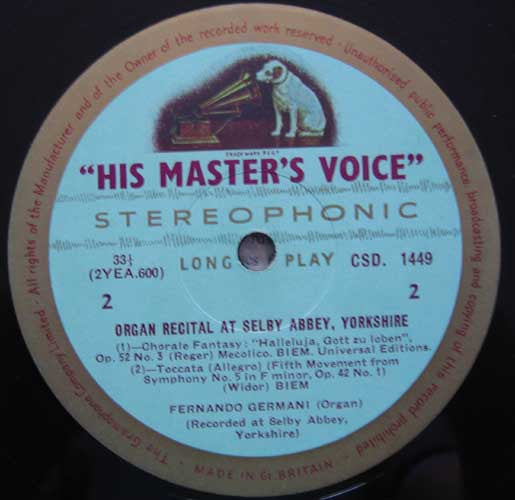 The Gramophone Company Limited - All rights of the Manufacturer and of the Owner of the recorded work reserved - Unauthorised public performance broadcasting and copying of this record prohibited
TRADE MARK REGT
"HIS MASTER'S VOICE"
STEREOPHONIC
33⅓
(2YEA.600)
LONG PLAY
CSD. 1449
2
2
ORGAN RECITAL AT SELBY ABBEY, YORKSHIRE
(1)—Chorale Fantasy: "Halleluja, Gott zu loben",
Op. 52 No. 3 (Reger) Mecolico. BIEM. Universal Editions.
(2)—Toccata (Allegro) (Fifth Movement from
Symphony No. 5 in F minor, Op. 42 No. 1)
(Widor) BIEM
FERNANDO GERMANI (Organ)
(Recorded at Selby Abbey,
Yorkshire)
MADE IN Gt. BRITAIN